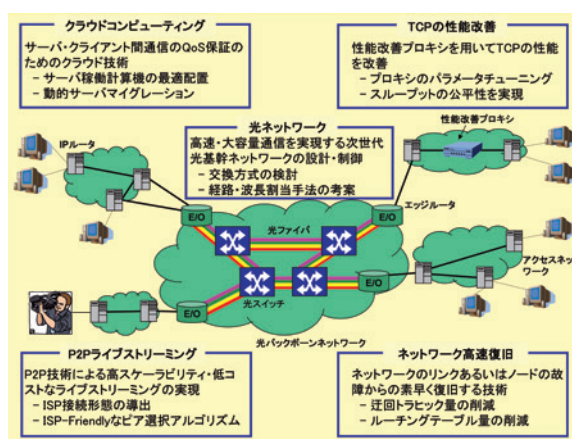 クラウドコンピューティング
サーバ・クライアント間通信のQoS保証の
ためのクラウド技術
− サーバ稼働計算機の最適配置
− 動的サーバマイグレーション
TCPの性能改善
性能改善プロキシを用いてTCPの性能
を改善
− プロキシのパラメータチューニング
− スループットの公平性を実現
光ネットワーク
高速・大容量通信を実現する次世代
光基幹ネットワークの設計・制御
− 交換方式の検討
− 経路・波長割当手法の考案
性能改善プロキシ
IPルータ
E/O
E/O
エッジルータ
光ファイバ
アクセスネッ
トワーク
光スイッチ
E/O
E/O
光バックボーンネットワーク
P2Pライブストリーミング
P2P技術による高スケーラビリティ・低コ
ストなライブストリーミングの実現
− ISP接続形態の導出
− ISP-Friendlyなピア選択アルゴリズム
ネットワーク高速復旧
ネットワークのリンクあるいはノードの故
障からの素早く復旧する技術
− 迂回トラヒック量の削減
− ルーチングテーブル量の削減